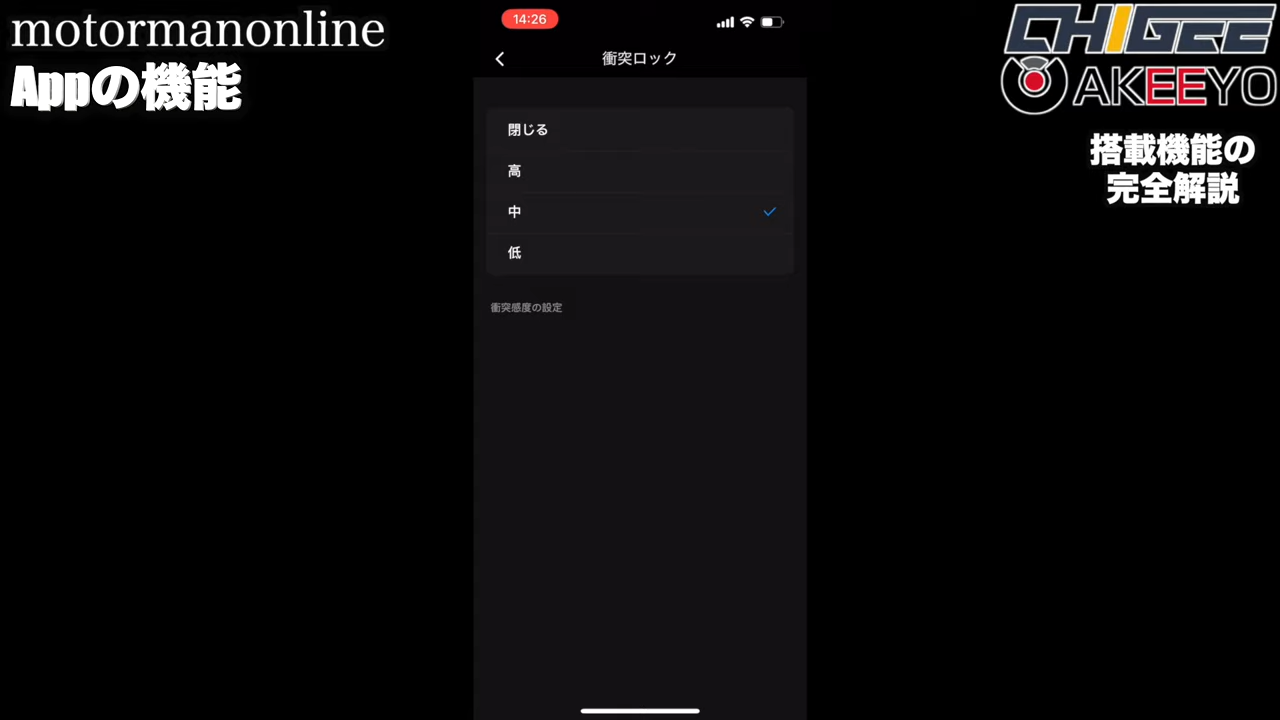 motormanonline
Appの機能
14:26
衝突ロック
閉じる
高
中
低
衝突感度の設定
CHIGEE
AKEEYO
搭載機能の
完全解説